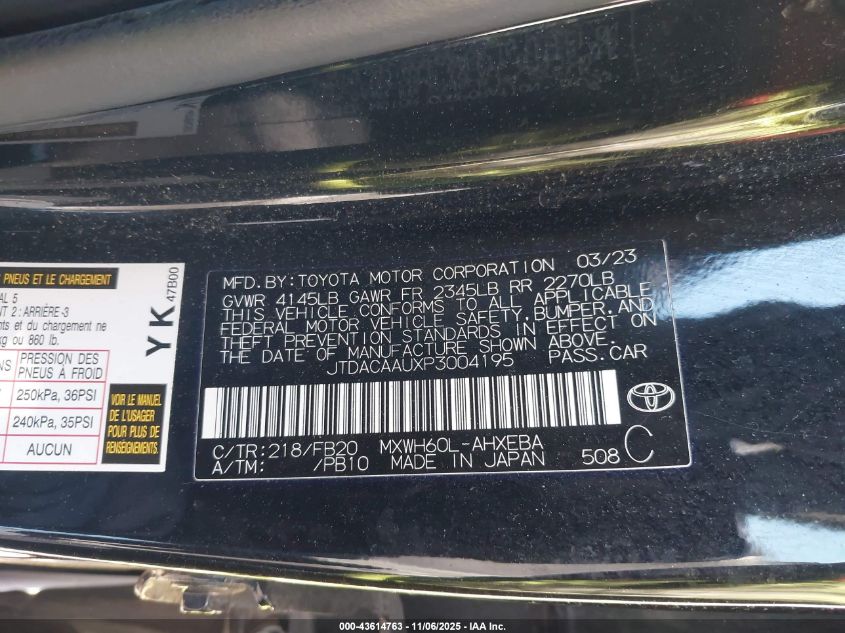 PNEUS ET LE CHARGEMENT
AL 5
NT 2 : ARRIÈRE-3
ents et du chargement ne
kg ou 860 lb.
PRESSION DES
PNEUS À FROID
250kPa, 36PSI
240kPa, 35PSI
AUCUN
YK
47B00
VOIR LE MANUEL
DE L'USAGER
POUR PLUS DE
RENSEIGNEMENTS
MFD.BY:TOYOTA MOTOR CORPORATION 03/23
GVWR 4145LB GAWR FR 2345LB RR 2270LB
THIS VEHICLE CONFORMS TO ALL APPLICABLE
FEDERAL MOTOR VEHICLE SAFETY,BUMPER,AND
THEFT PREVENTION STANDARDS IN EFFECT ON
THE DATE OF MANUFACTURE SHOWN ABOVE.
JTDACAAUXP3004195 PASS.CAR
C/TR:218/FB20 MXWH60L-AHXEBA
A/TM: /PB10 MADE IN JAPAN 508 C
000-43614763 - 11/06/2025 - IAA Inc.